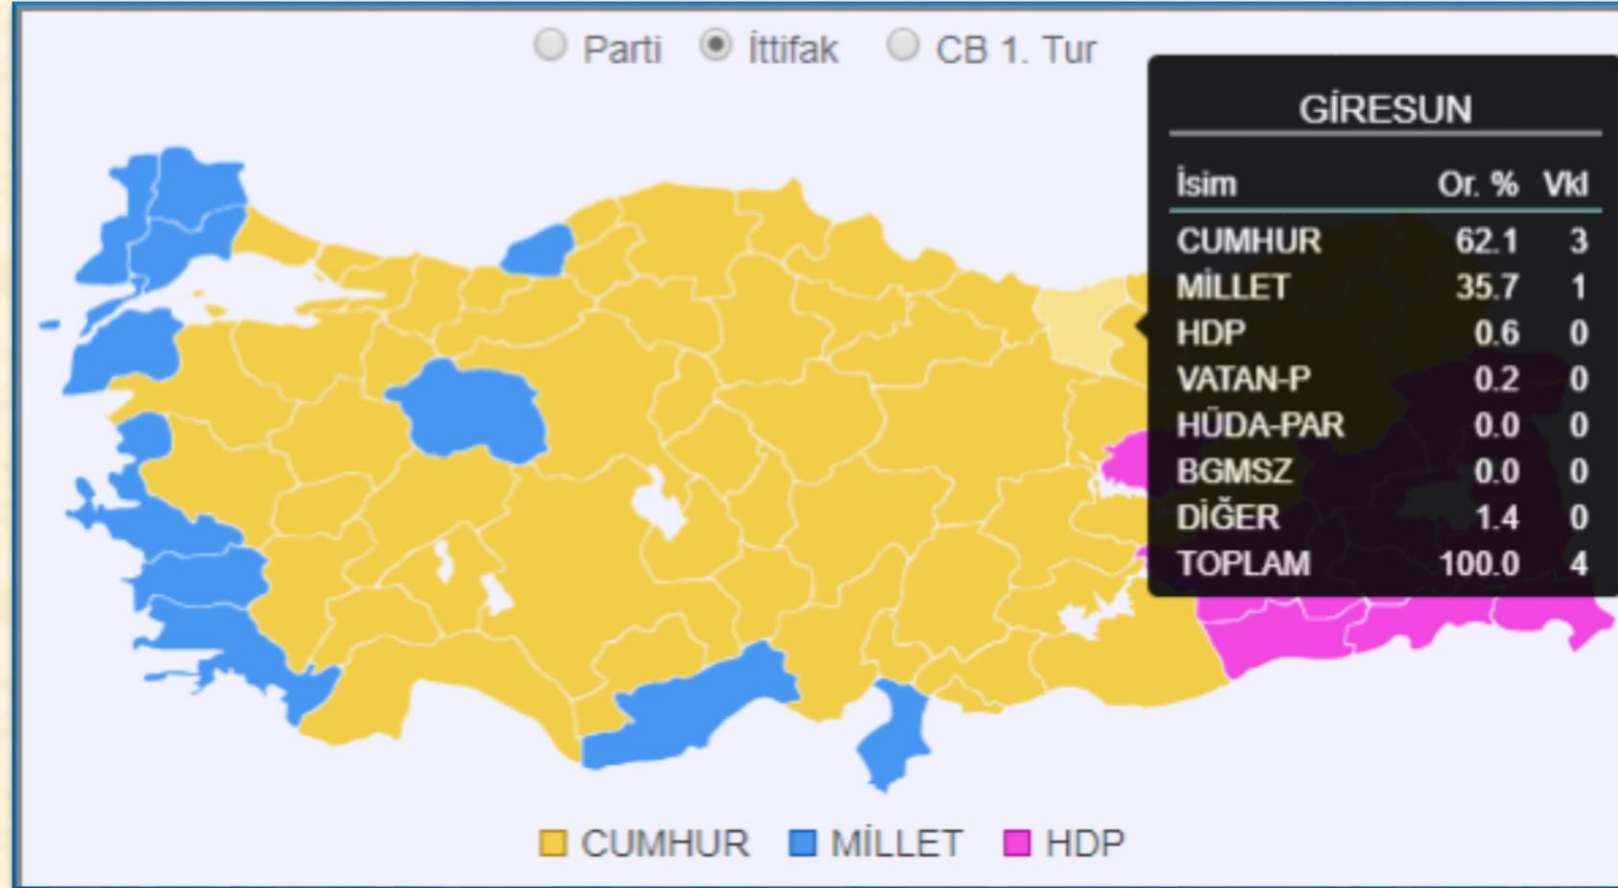 Parti İttifak CB 1. Tur
GİRESUN
İsim Or. % Vkl
CUMHUR 62.1 3
MİLLET 35.7 1
HDP 0.6 0
VATAN-P 0.2 0
HÜDA-PAR 0.0 0
BGMSZ 0.0 0
DİĞER 1.4 0
TOPLAM 100.0 4
CUMHUR MİLLET HDP